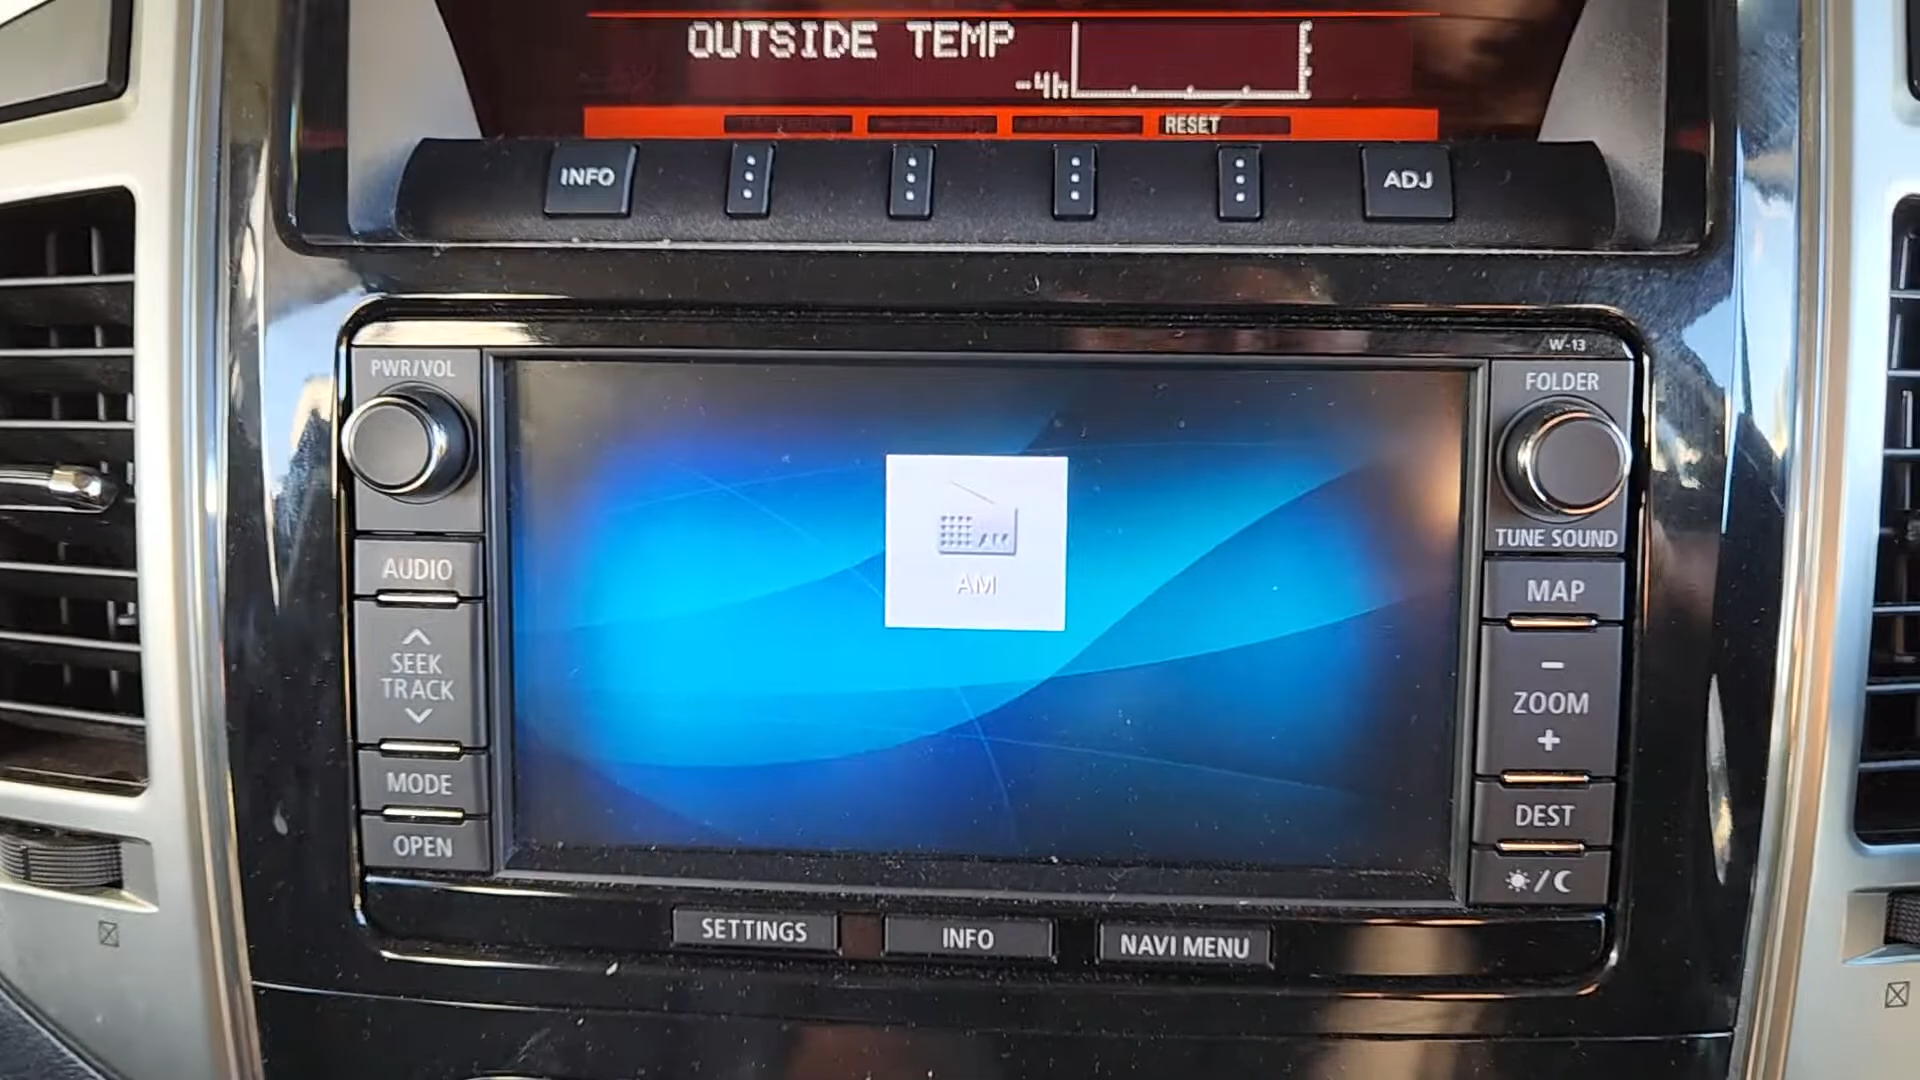 OUTSIDE TEMP
-4h
RESET
INFO
ADJ
W-13
PWR/VOL
FOLDER
TUNE SOUND
AUDIO
AM
AM
MAP
SEEK
TRACK
- ZOOM +
MODE
DEST
OPEN
SETTINGS
INFO
NAVI MENU